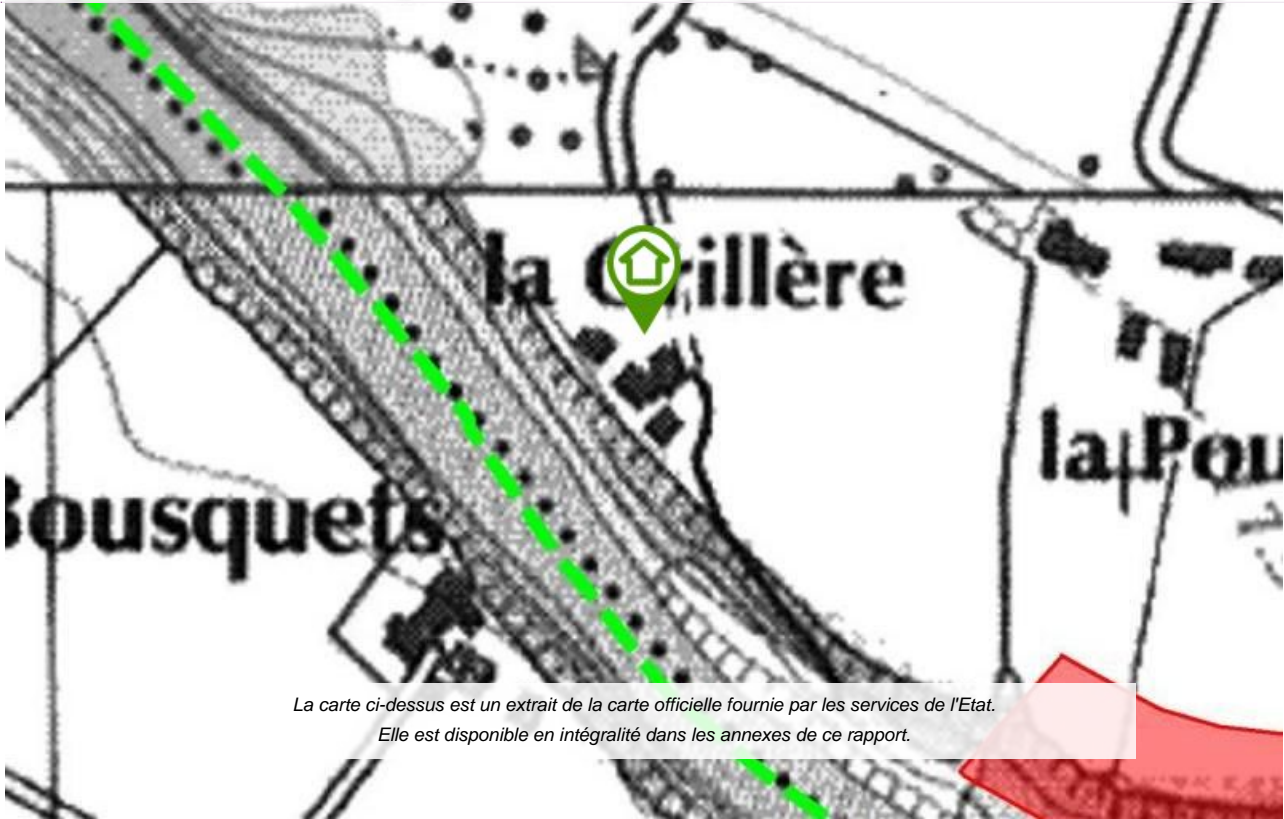 la
illère
la Pou
Bousquets
La carte ci-dessus est un extrait de la carte officielle fournie par les services de l'Etat.
Elle est disponible en intégralité dans les annexes de ce rapport.